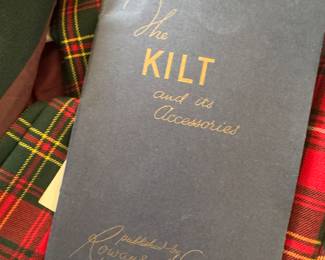 The
KILT
and its
Accessories
published by